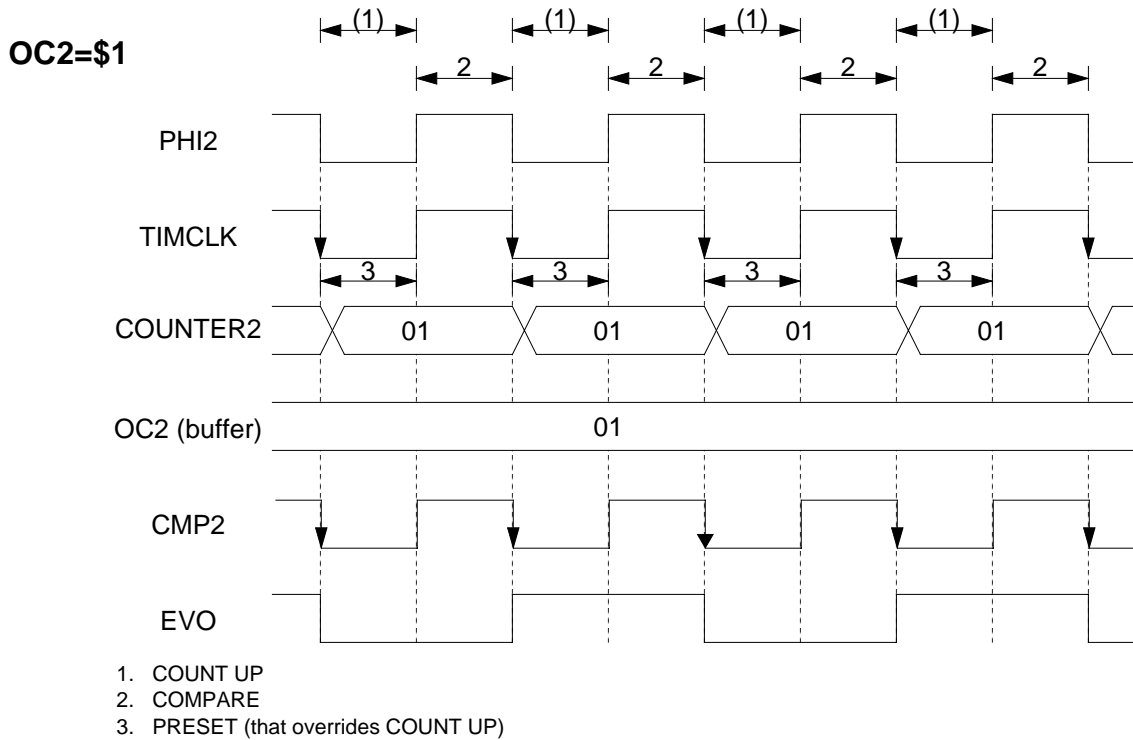 (1) (1) (1) (1)
OC2=$1
2 2 2 2
PHI2
TIMCLK
3 3 3 3
COUNTER2 01 01 01 01
OC2 (buffer) 01
CMP2
EVO
1. COUNT UP
2. COMPARE
3. PRESET (that overrides COUNT UP)